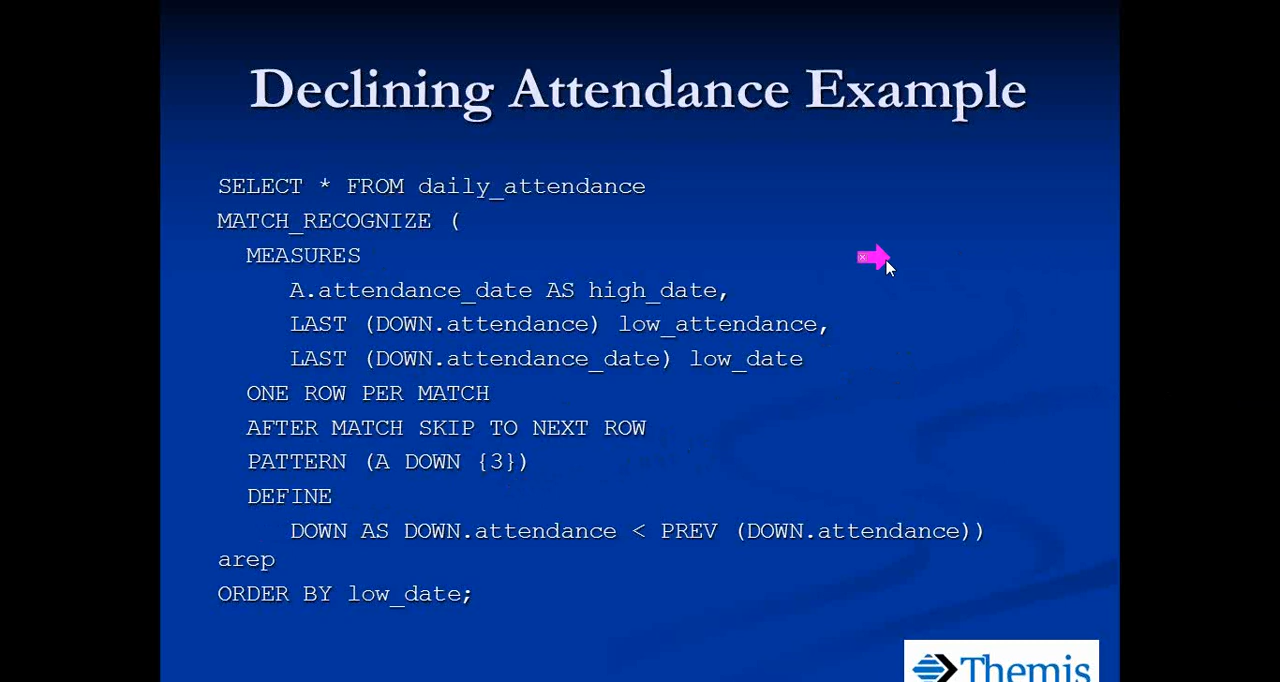 Declining Attendance Example
SELECT * FROM daily_attendance
MATCH_RECOGNIZE (
MEASURES
A.attendance_date AS high_date,
LAST (DOWN.attendance) low_attendance,
LAST (DOWN.attendance_date) low_date
ONE ROW PER MATCH
AFTER MATCH SKIP TO NEXT ROW
PATTERN (A DOWN {3})
DEFINE
DOWN AS DOWN.attendance < PREV (DOWN.attendance))
arep
ORDER BY low_date;
Themis